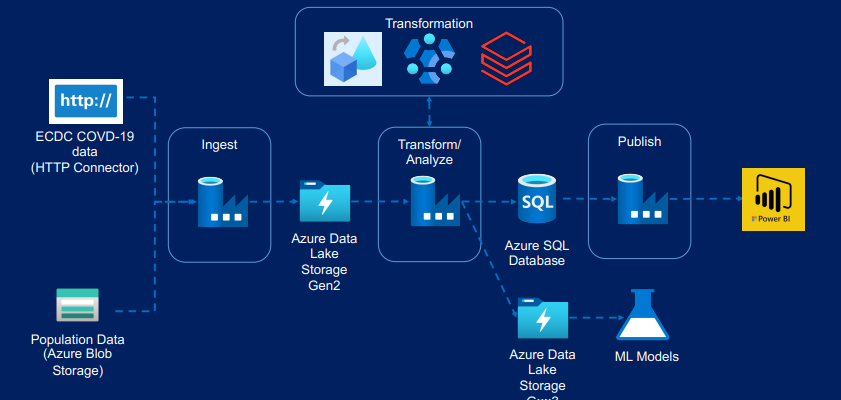 Transformation
http://
ECDC COVD-19
data
(HTTP Connector)
Ingest
Transform/
Analyze
Publish
SQL
Power BI
Azure Data
Lake
Storage
Gen2
Azure SQL
Database
Population Data
(Azure Blob
Storage)
Azure Data
Lake
Storage
ML Models